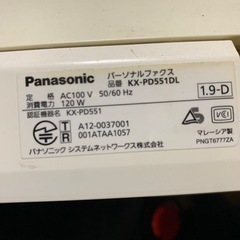 Panasonic パーソナルファクス
品番 KX-PD551DL
定格 AC100 V 50/60 Hz
消費電力 120 W
認証機器名 KX-PD551
1.9-D
T A12-0037001
R 001ATAA1057
VCI
マレーシア製
パナソニック システムネットワークス株式会社 PNGT6777ZA